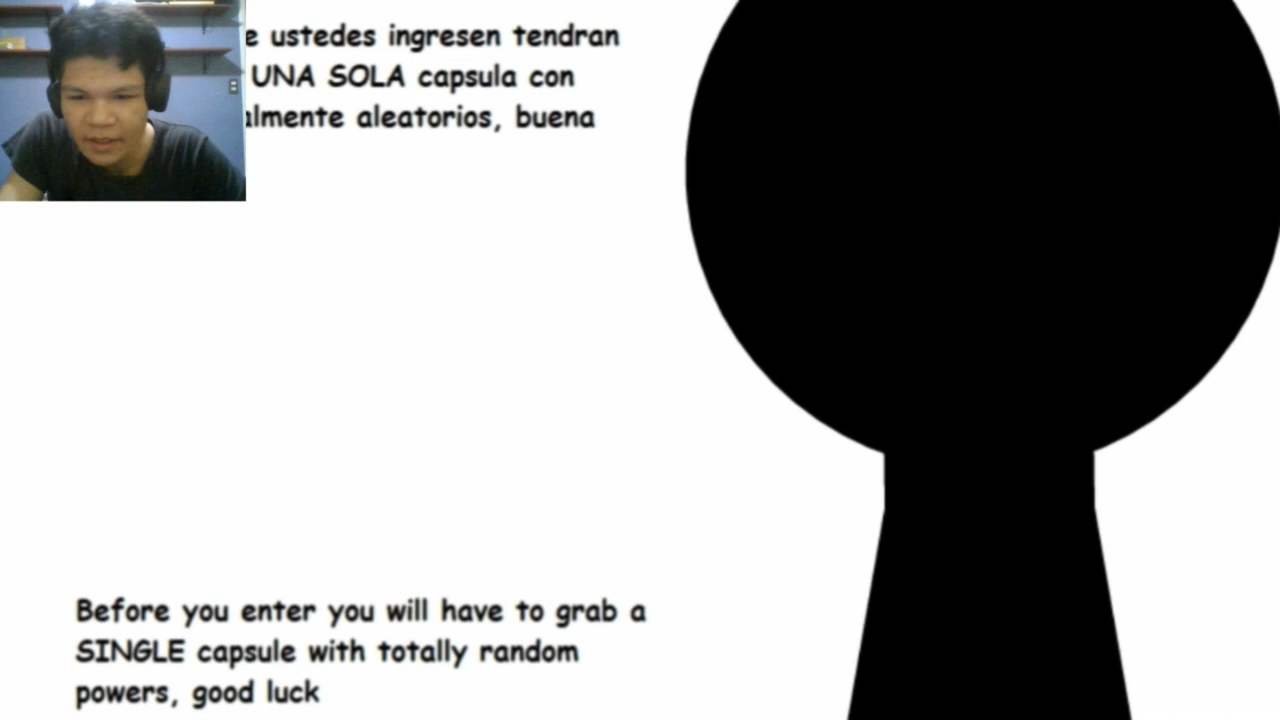 ustedes ingresen tendran
UNA SOLA capsula con
aleatorios, buena
Before you enter you will have to grab a
SINGLE capsule with totally random
powers, good luck